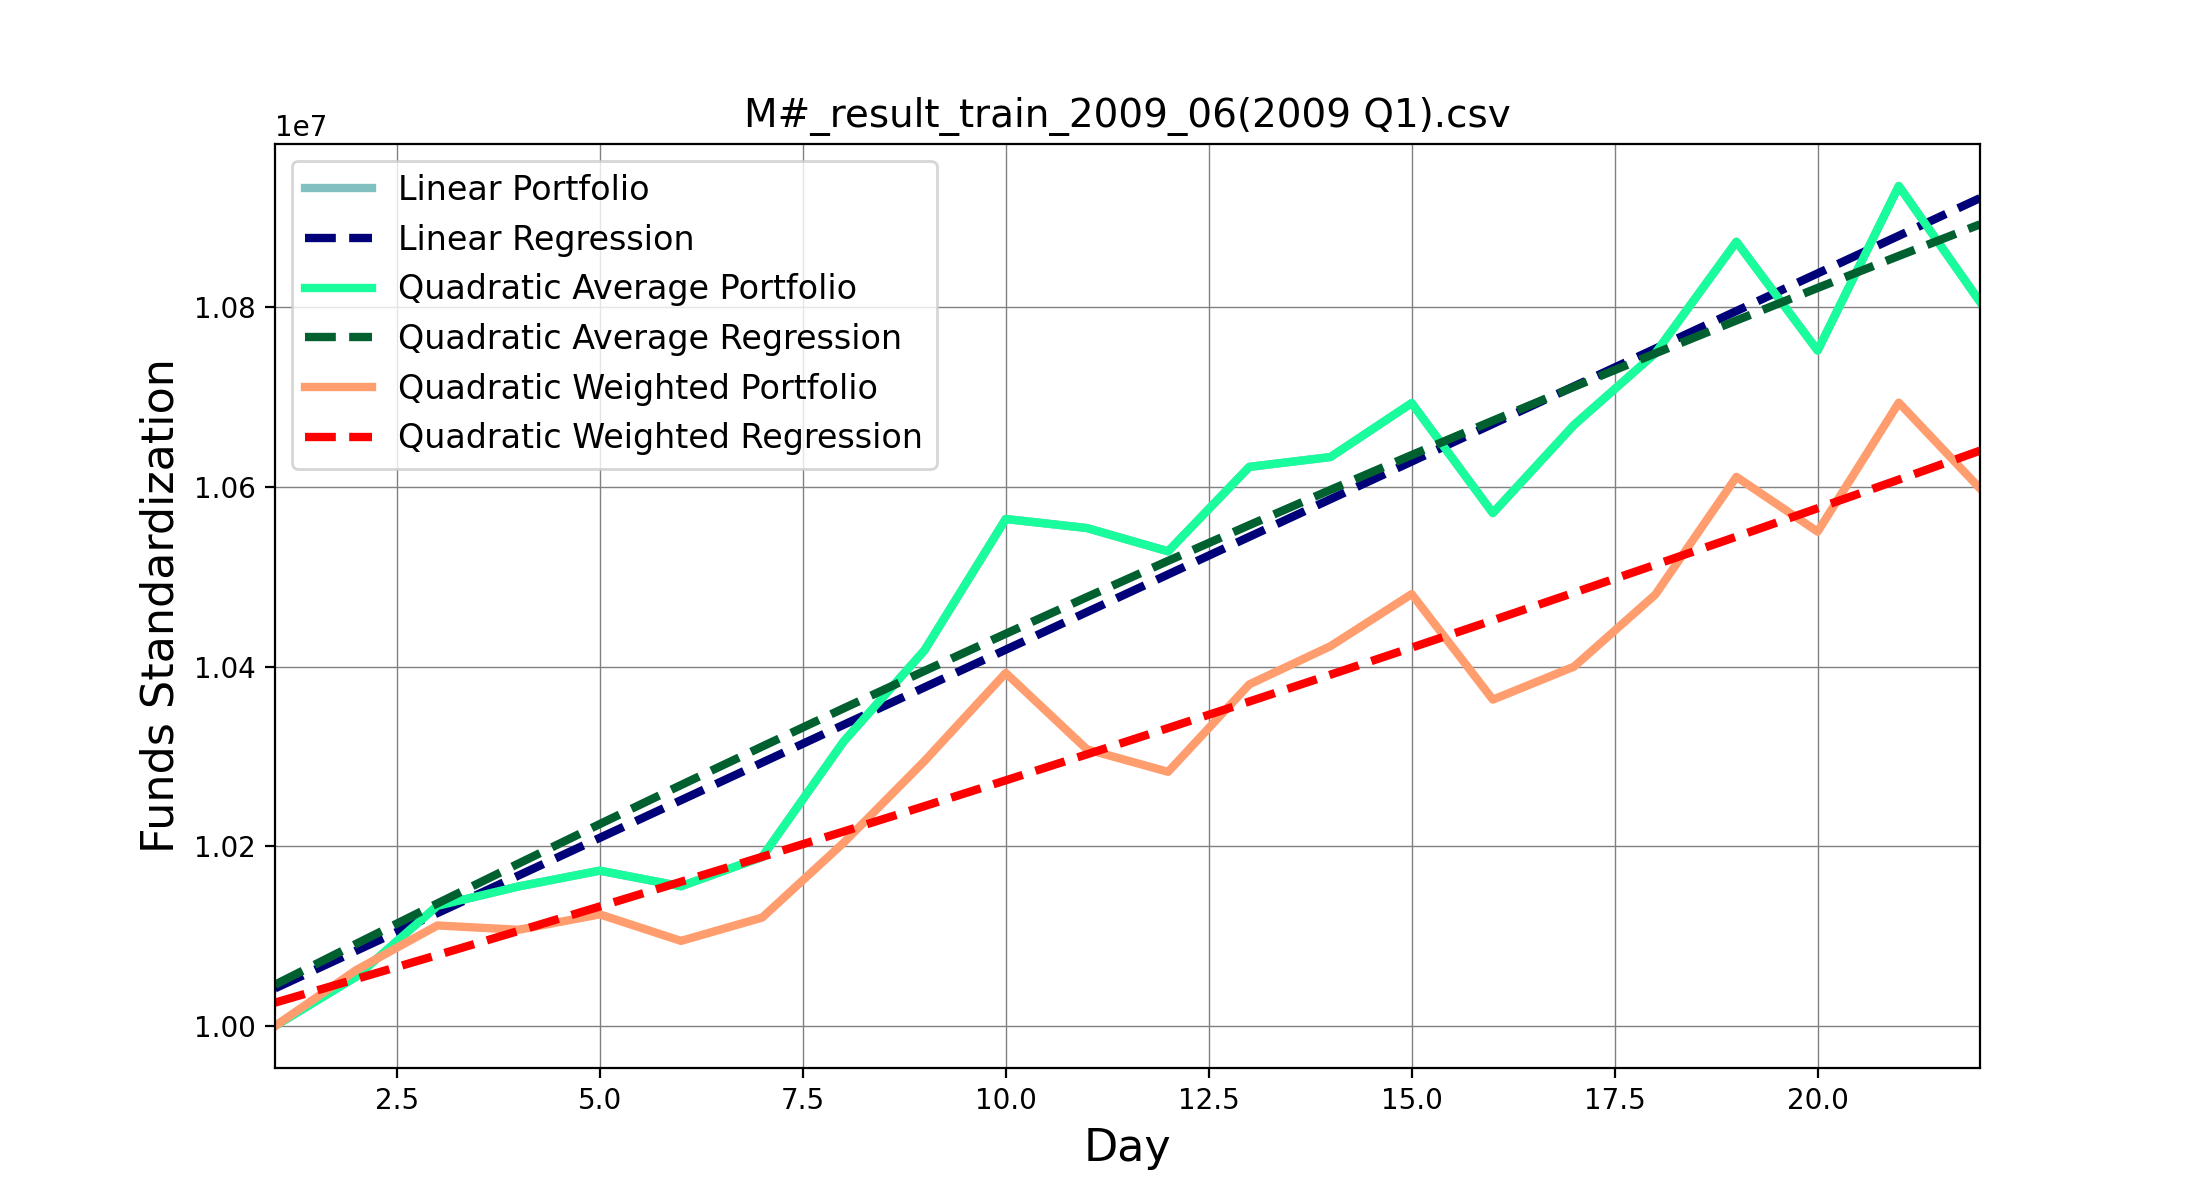 M#_result_train_2009_06(2009 Q1).csv
1e7
Linear Portfolio
Linear Regression
Quadratic Average Portfolio
Quadratic Average Regression
Quadratic Weighted Portfolio
Quadratic Weighted Regression
1.08
1.06
1.04
1.02
1.00
Funds Standardization
2.5 5.0 7.5 10.0 12.5 15.0 17.5 20.0
Day